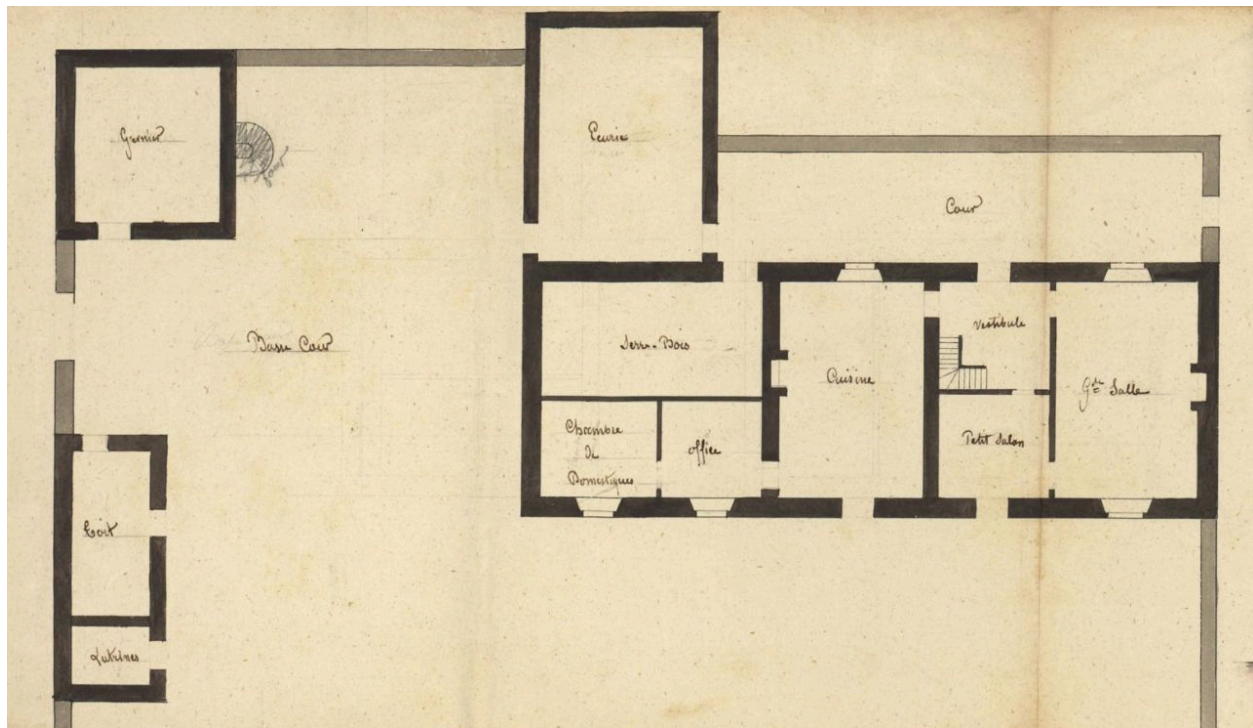 Grenier
four
Ecurie
Cour
Basse Cour
Serre-Bois
Vestibule
Cuisine
Gde Salle
Chambre
de
Domestiques
office
Petit Salon
Toit
Latrines